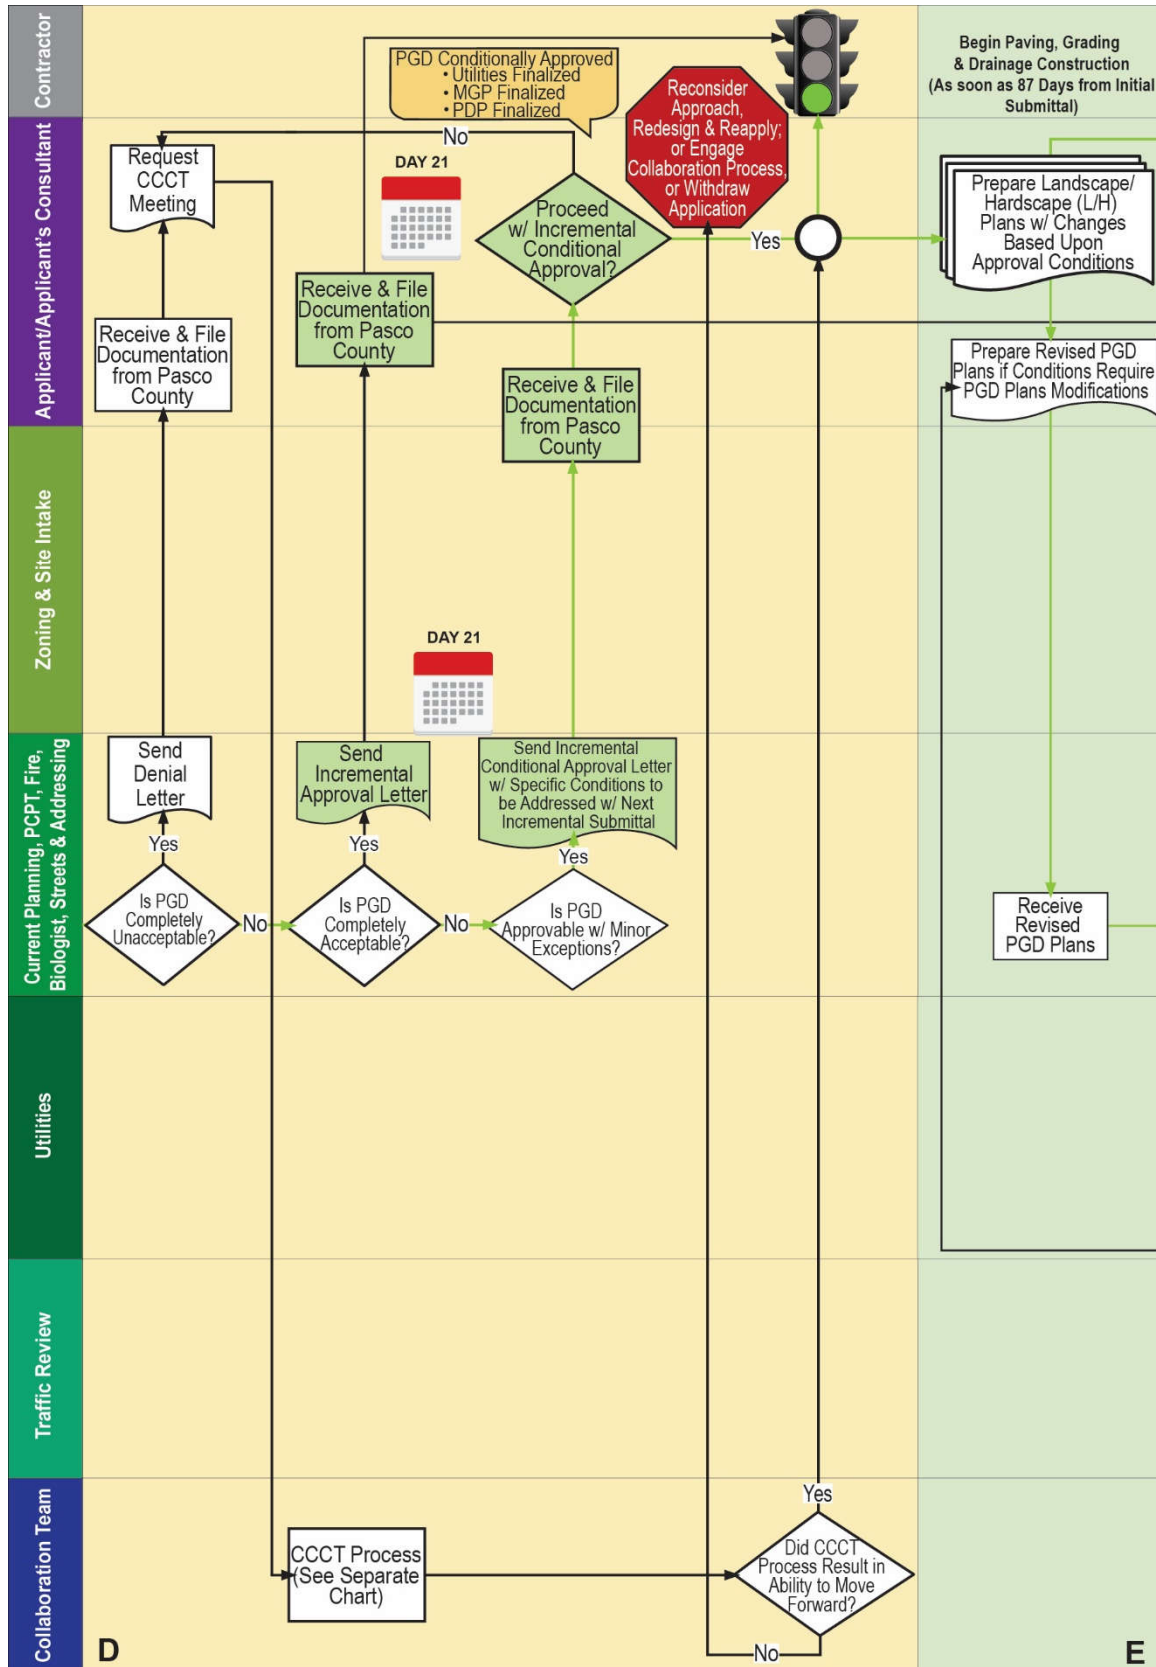 Contractor
Applicant/Applicant's Consultant
Zoning & Site Intake
Current Planning, PCPT, Fire,
Biologist, Streets & Addressing
Utilities
Traffic Review
Collaboration Team
PGD Conditionally Approved
• Utilities Finalized
• MGP Finalized
• PDP Finalized
Begin Paving, Grading
& Drainage Construction
(As soon as 87 Days from Initial
Submittal)
Reconsider
Approach,
Redesign & Reapply;
or Engage
Collaboration Process,
or Withdraw
Application
No
Request
CCCT
Meeting
DAY 21
Proceed
w/ Incremental
Conditional
Approval?
Yes
Prepare Landscape/
Hardscape (L/H)
Plans w/ Changes
Based Upon
Approval Conditions
Receive & File
Documentation
from Pasco
County
Receive & File
Documentation
from Pasco
County
Receive & File
Documentation
from Pasco
County
Prepare Revised PGD
Plans if Conditions Require
PGD Plans Modifications
DAY 21
Send
Denial
Letter
Send
Incremental
Approval Letter
Send Incremental
Conditional Approval Letter
w/ Specific Conditions to
be Addressed w/ Next
Incremental Submittal
Yes
Yes
Yes
Is PGD
Completely
Unacceptable?
No
Is PGD
Completely
Acceptable?
No
Is PGD
Approvable w/ Minor
Exceptions?
Receive
Revised
PGD Plans
Yes
CCCT Process
(See Separate
Chart)
Did CCCT
Process Result in
Ability to Move
Forward?
No
D
E